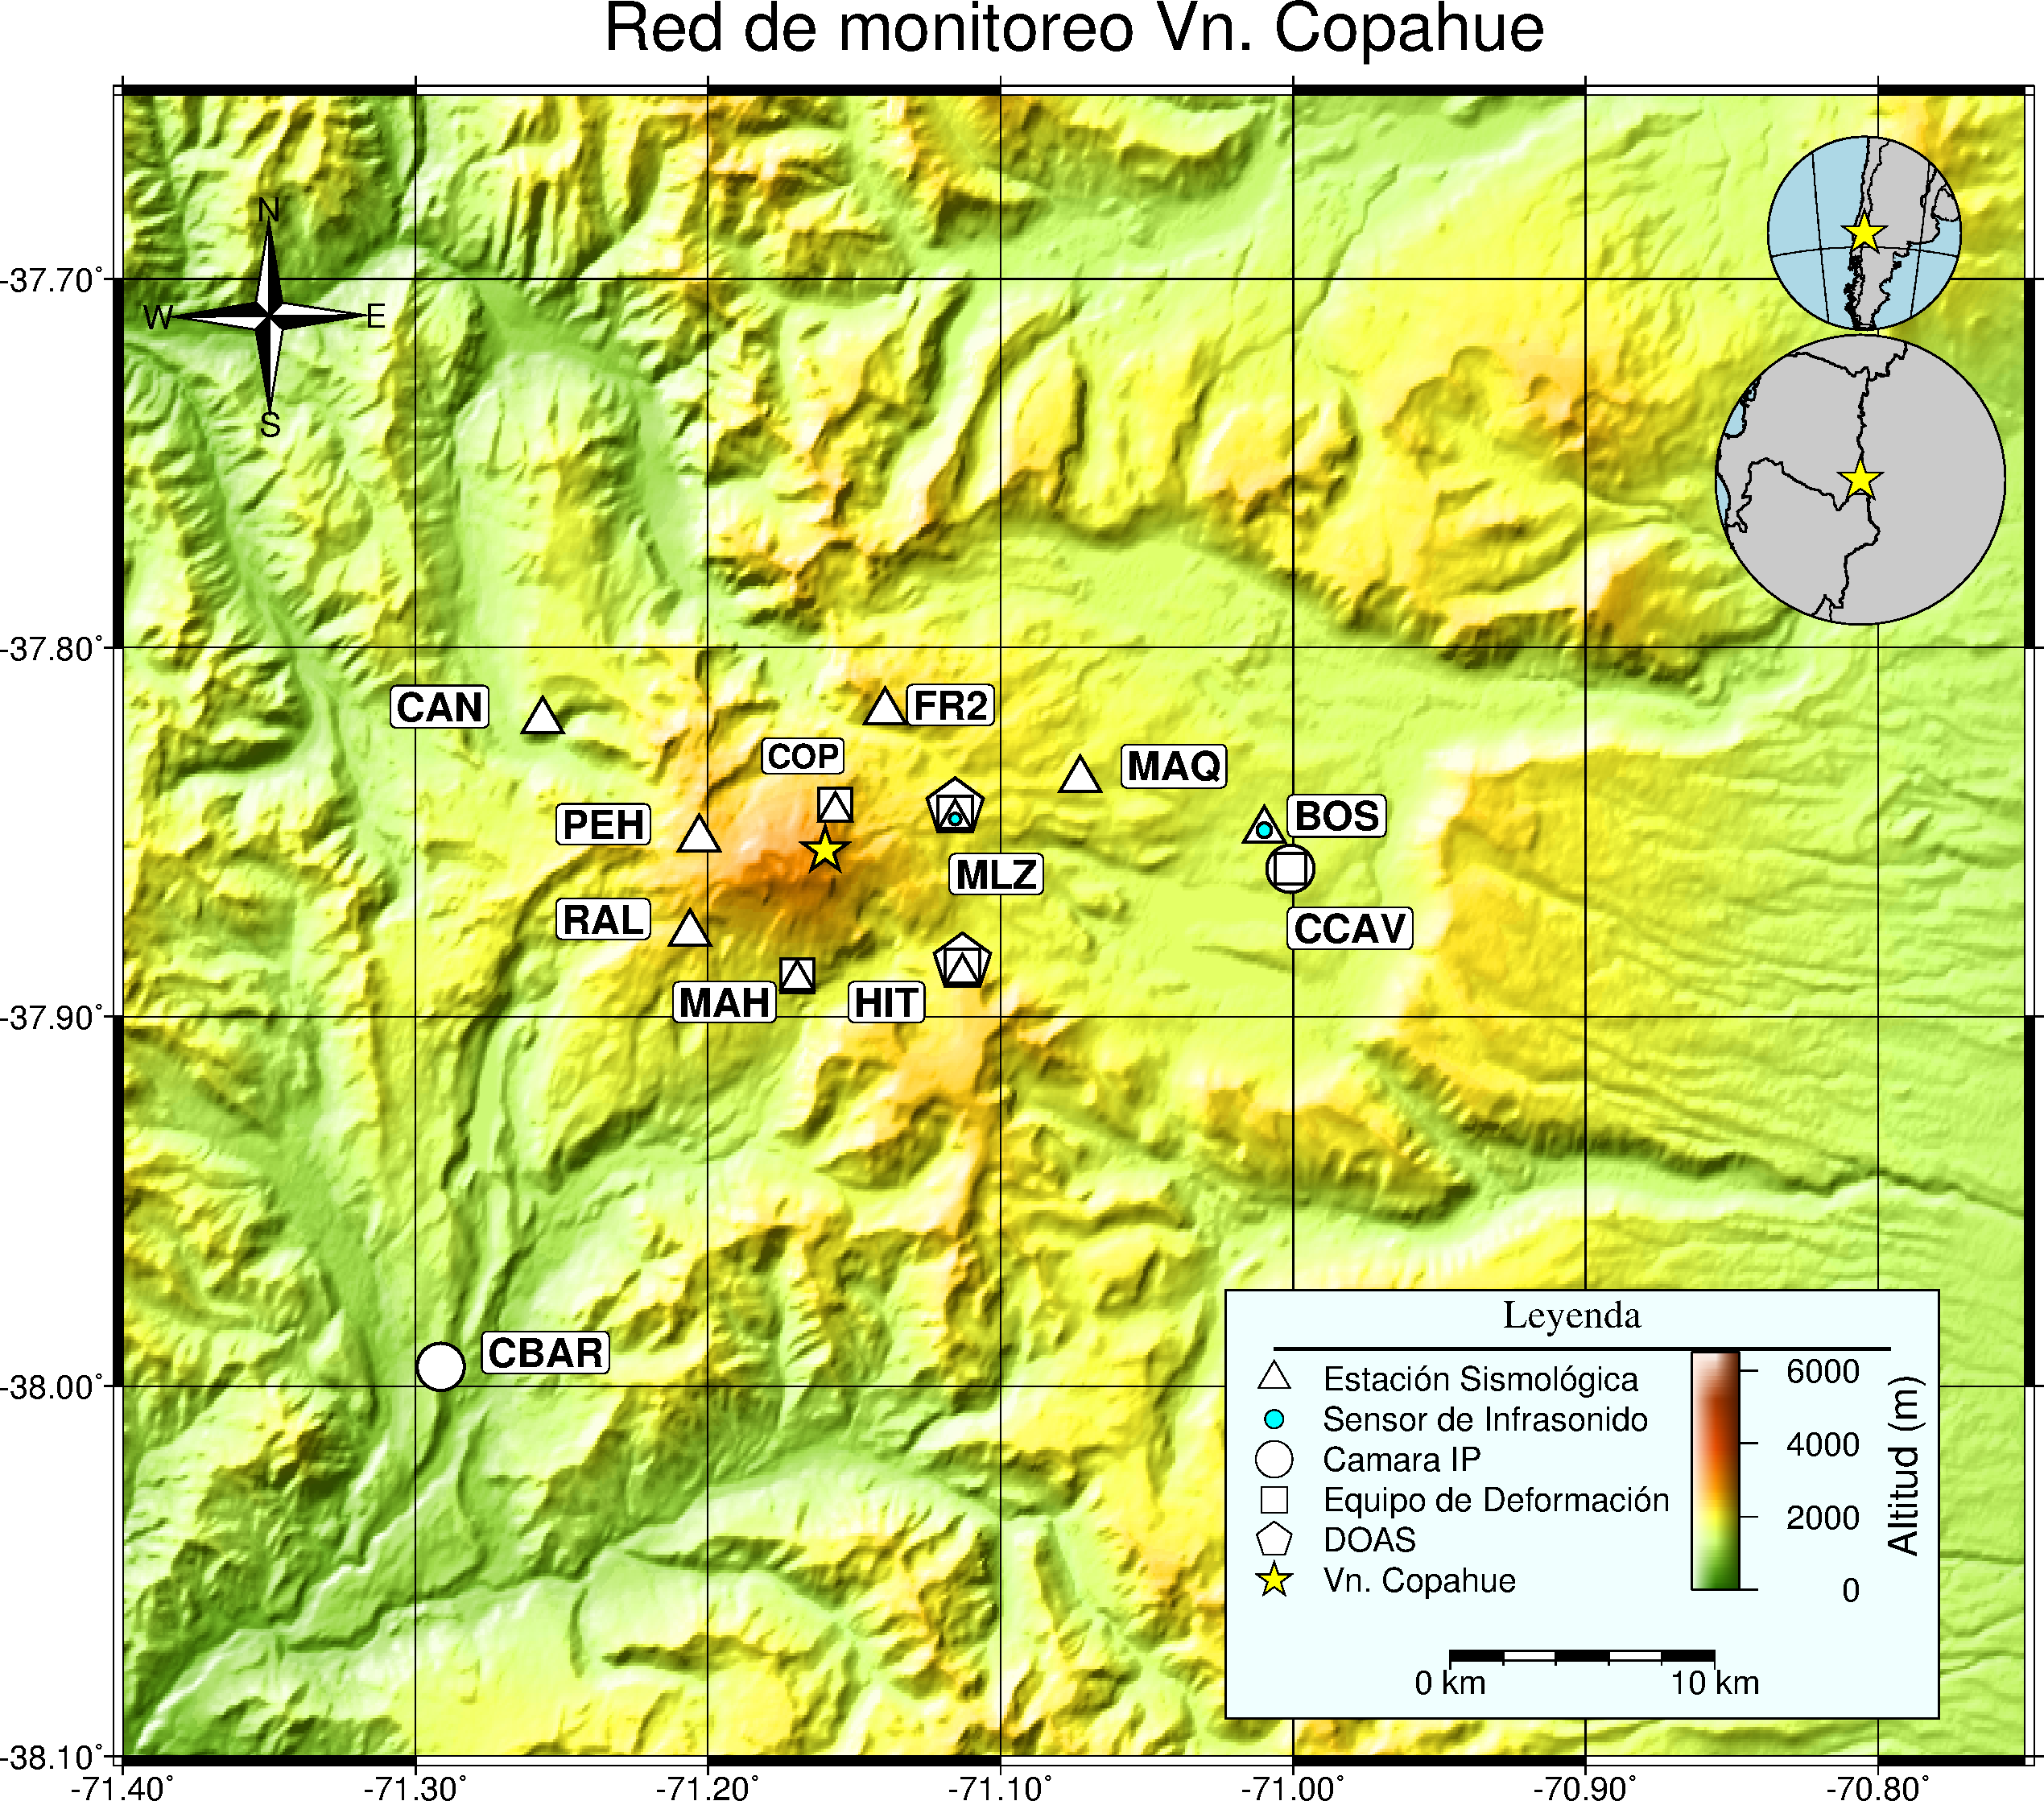 Red de monitoreo Vn. Copahue
N
W E
S
-37.70°
-37.80°
CAN
FR2
COP
MAQ
PEH
BOS
MLZ
RAL
CCAV
MAH
HIT
-37.90°
CBAR
-38.00°
Leyenda
Estación Sismológica
Sensor de Infrasonido
Camara IP
Equipo de Deformación
DOAS
Vn. Copahue
6000
4000
2000
0
Altitud (m)
0 km 10 km
-38.10°
-71.40° -71.30° -71.20° -71.10° -71.00° -70.90° -70.80°